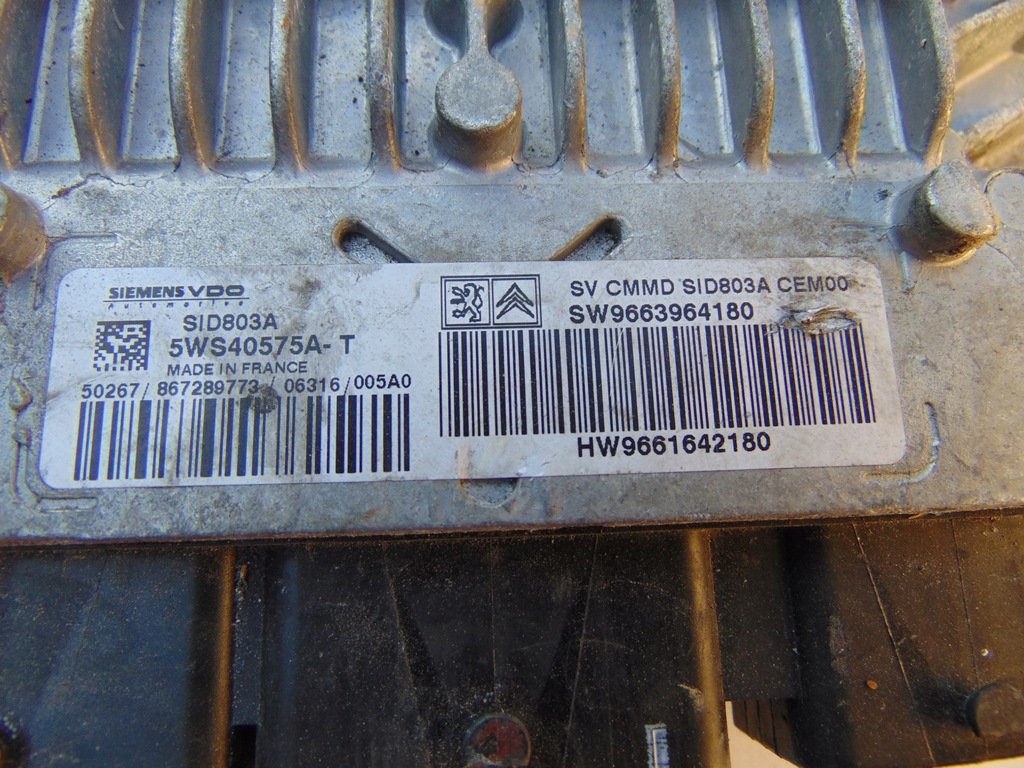 SIEMENS VDO
Automotive
SID803A
5WS40575A-T
MADE IN FRANCE
50267/867289773/06316/005A0
SV CMMD SID803A CEM00
SW9663964180
HW9661642180